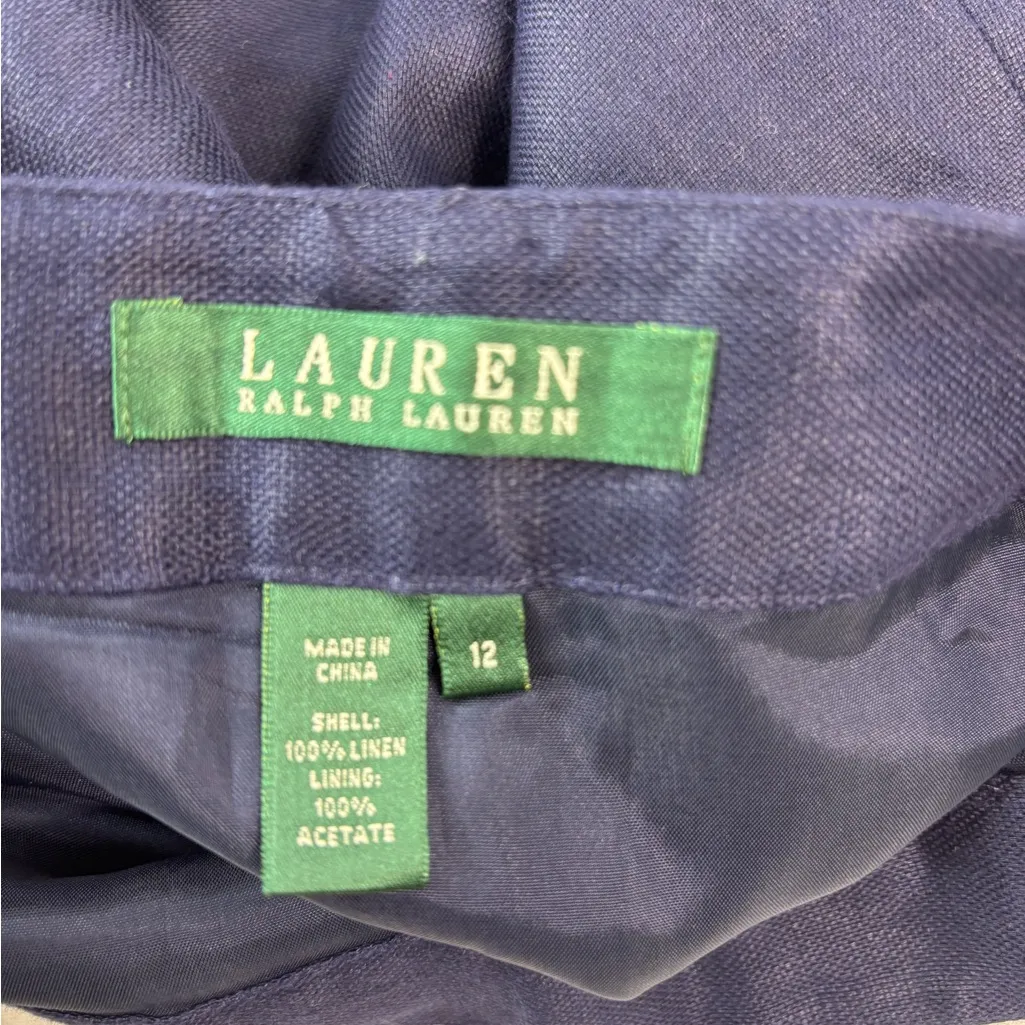 LAUREN
RALPH LAUREN
MADE IN
CHINA
SHELL:
100% LINEN
LINING:
100%
ACETATE
12